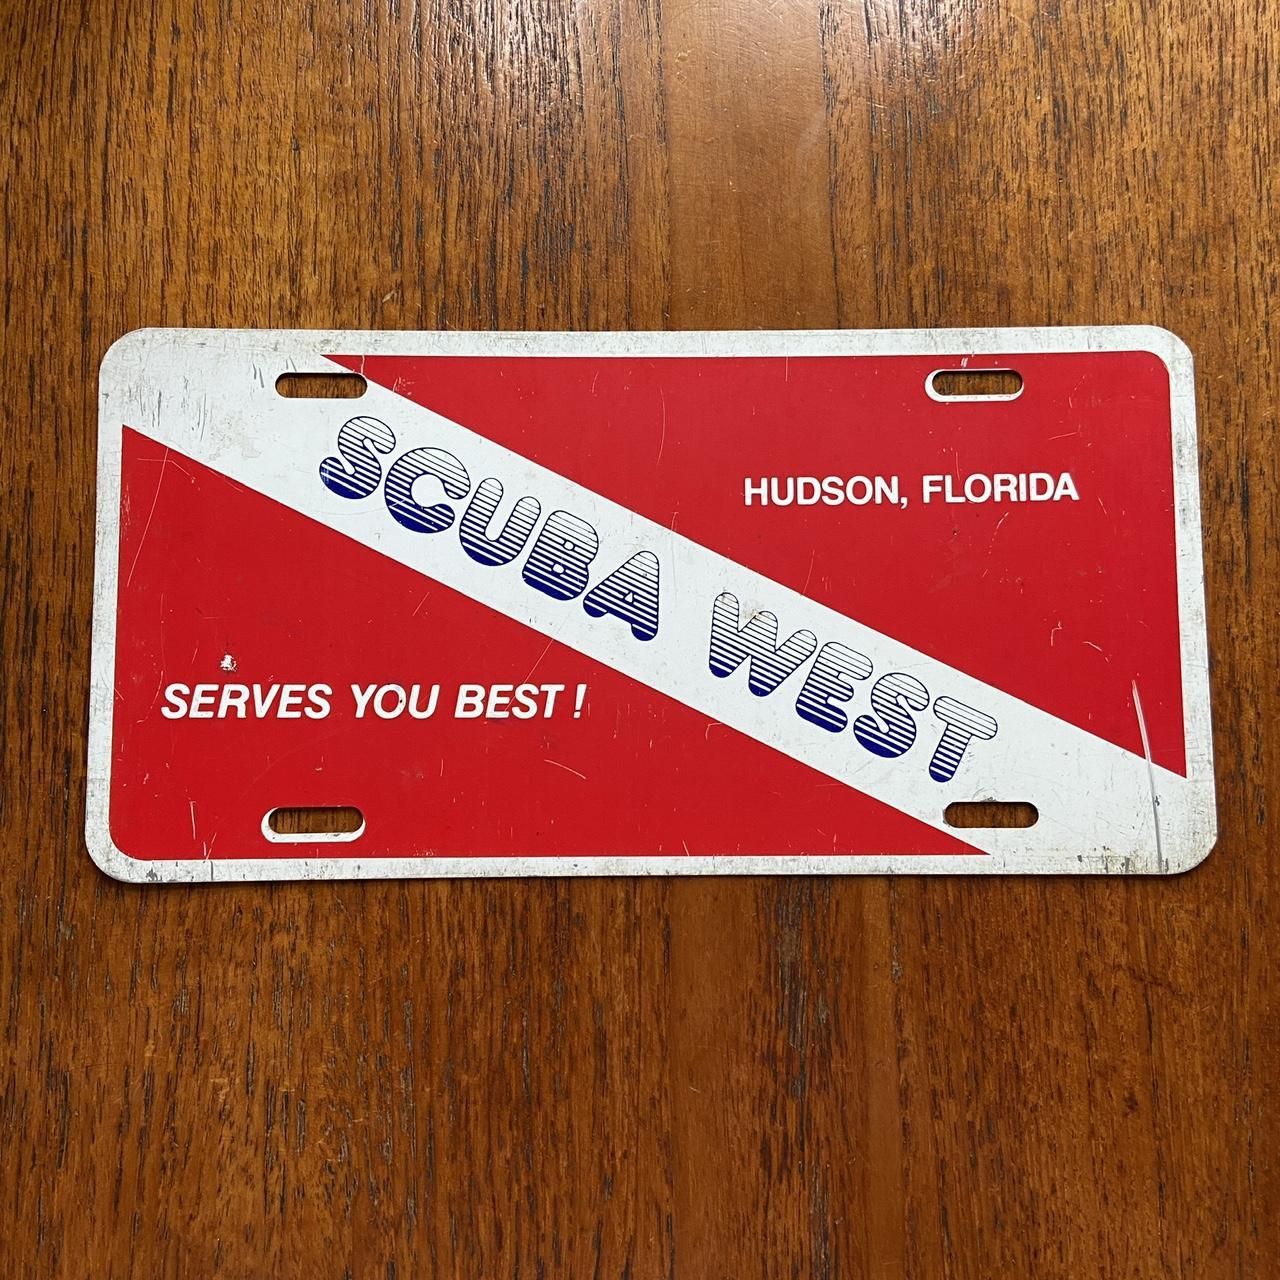 SCUBA WEST
HUDSON, FLORIDA
SERVES YOU BEST!